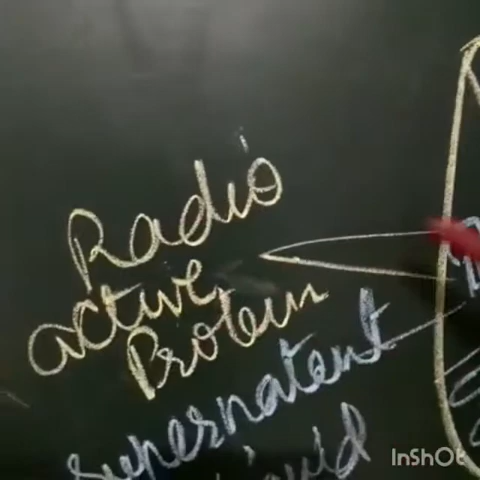 Radio
active
Protein
Supernatent
liquid
InShOt